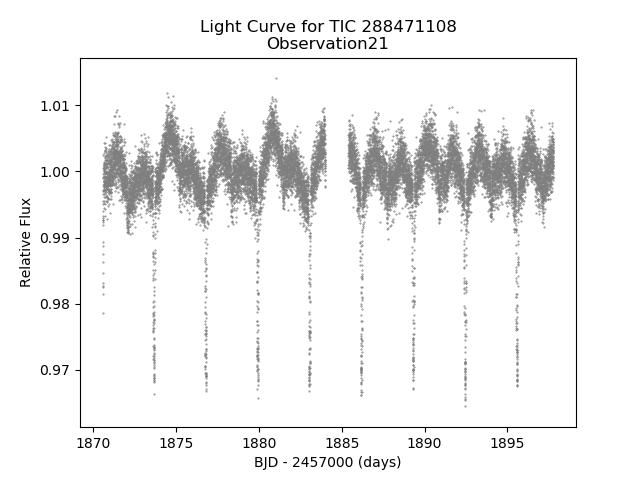 Light Curve for TIC 288471108
Observation21
1.01
1.00
0.99
0.98
0.97
Relative Flux
1870
1875
1880
1885
1890
1895
BJD - 2457000 (days)